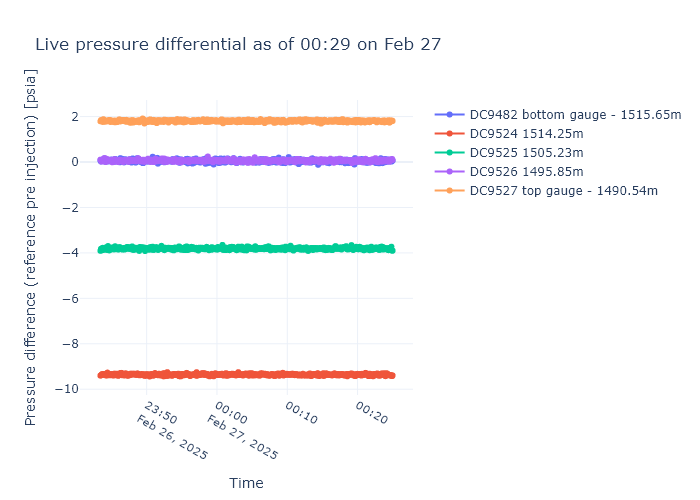 Live pressure differential as of 00:29 on Feb 27
Pressure difference (reference pre injection) [psia]
2
0
−2
−4
−6
−8
−10
23:50
Feb 26, 2025
00:00
Feb 27, 2025
00:10
00:20
Time
DC9482 bottom gauge - 1515.65m
DC9524 1514.25m
DC9525 1505.23m
DC9526 1495.85m
DC9527 top gauge - 1490.54m